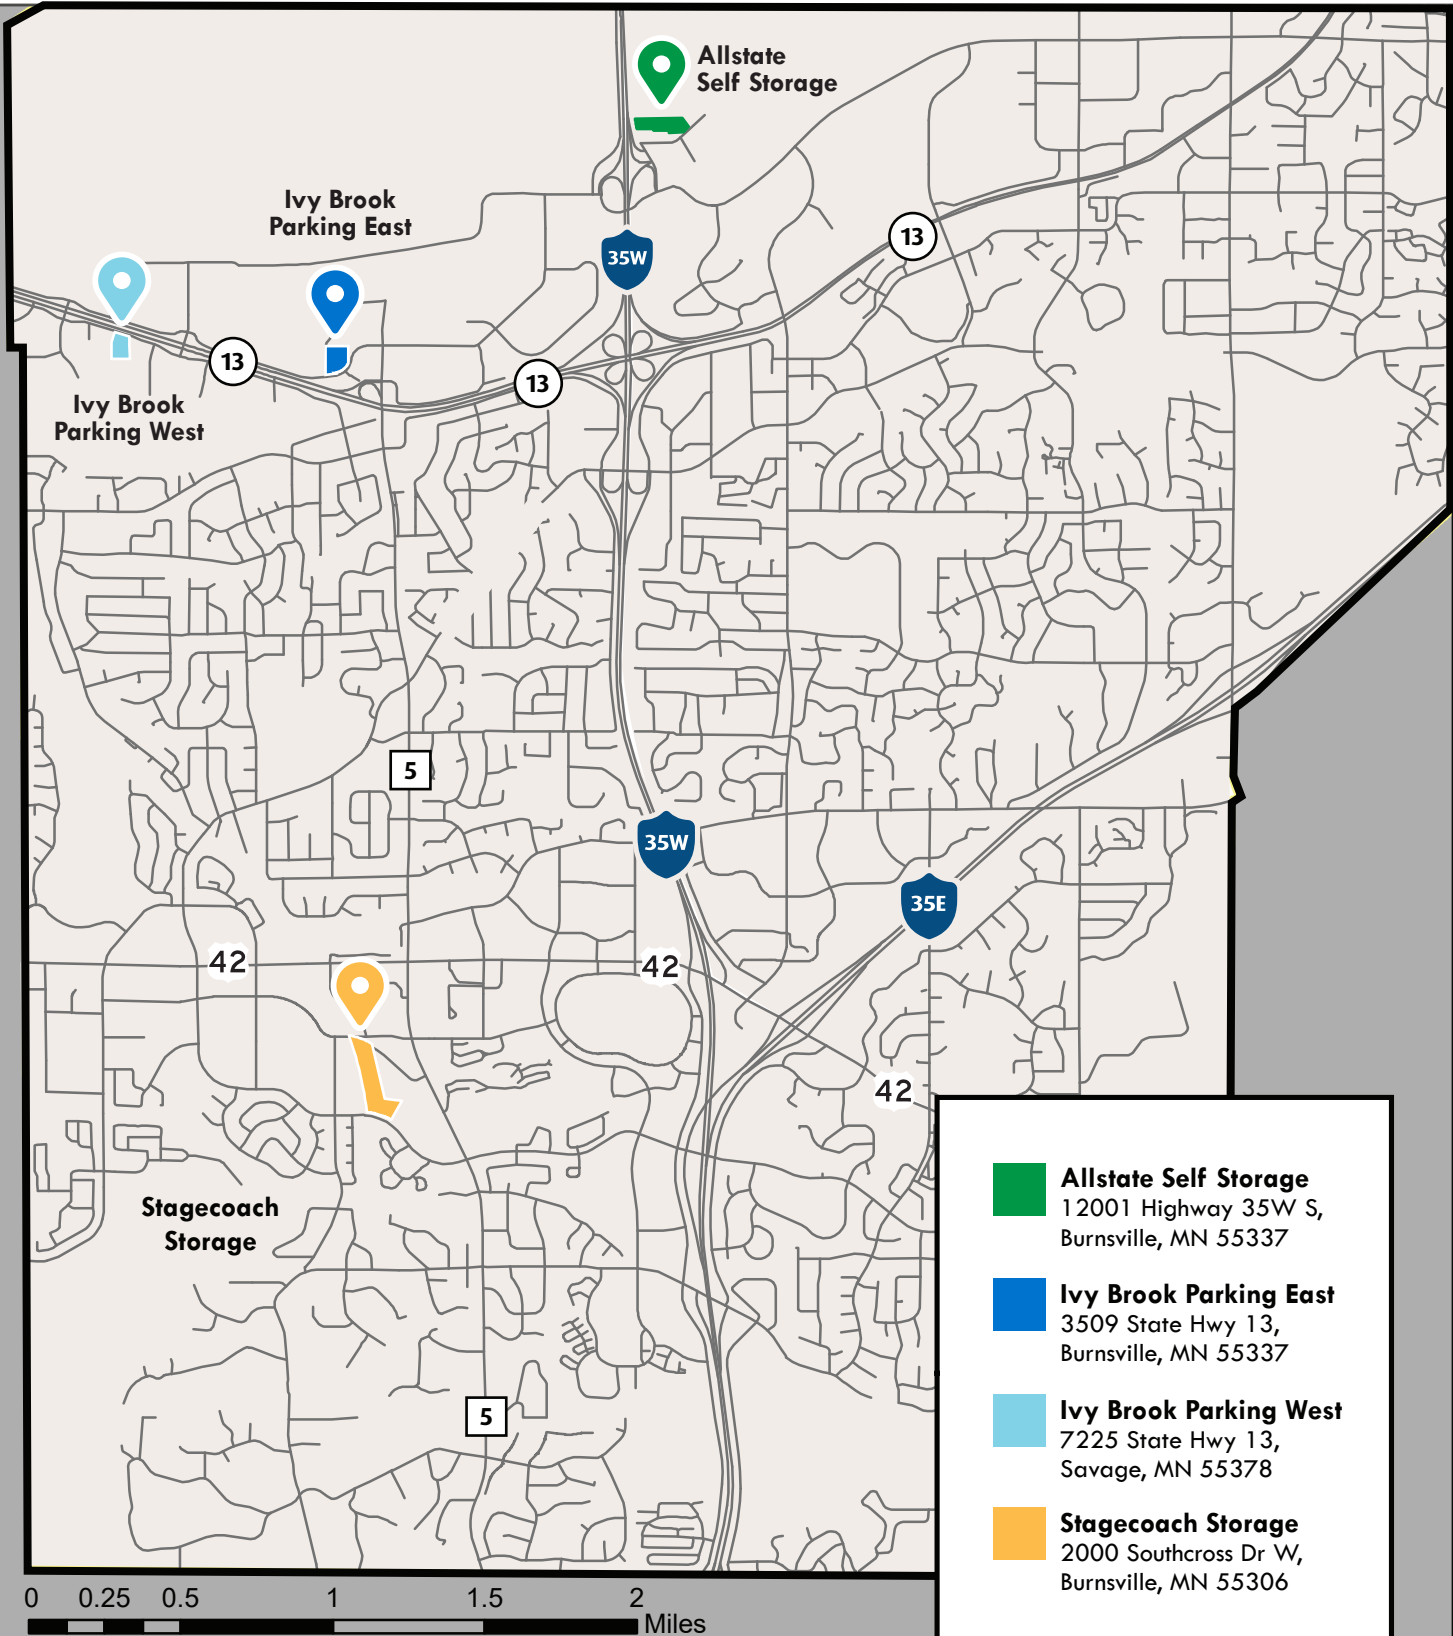 Allstate
Self Storage
Ivy Brook
Parking East
35W
13
13
13
Ivy Brook
Parking West
5
35W
35E
42
42
42
Stagecoach
Storage
5
Allstate Self Storage
12001 Highway 35W S,
Burnsville, MN 55337
Ivy Brook Parking East
3509 State Hwy 13,
Burnsville, MN 55337
Ivy Brook Parking West
7225 State Hwy 13,
Savage, MN 55378
Stagecoach Storage
2000 Southcross Dr W,
Burnsville, MN 55306
0 0.25 0.5 1 1.5 2
Miles